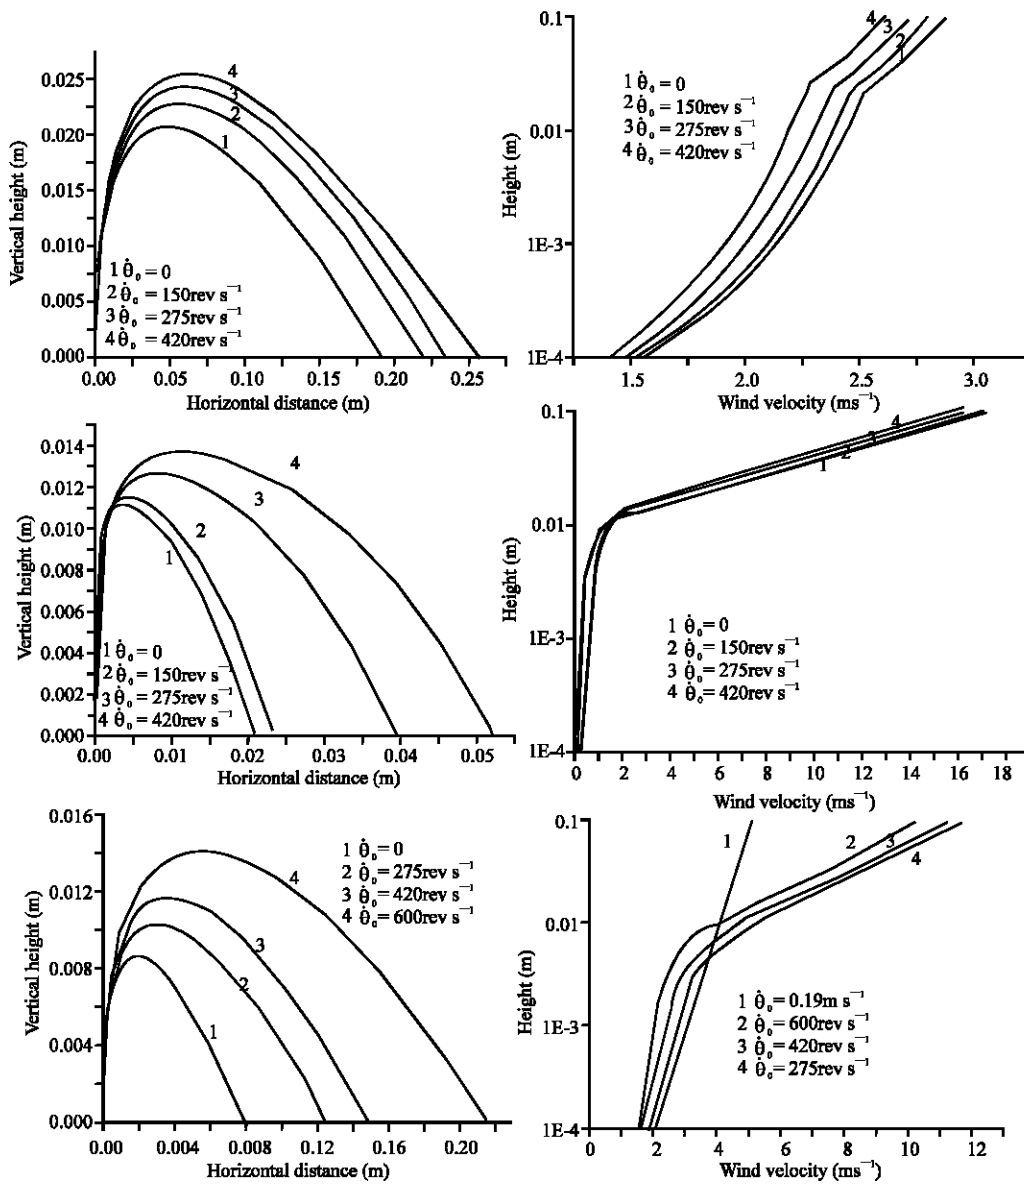 0.025
0.020
0.015
0.010
0.005
0.000
Vertical height (m)
4
3
2
1
1 θ̇₀ = 0
2 θ̇₀ = 150rev s⁻¹
3 θ̇₀ = 275rev s⁻¹
4 θ̇₀ = 420rev s⁻¹
0.00 0.05 0.10 0.15 0.20 0.25
Horizontal distance (m)
0.1
0.01
1E-3
1E-4
Height (m)
4
3
2
1
1 θ̇₀ = 0
2 θ̇₀ = 150rev s⁻¹
3 θ̇₀ = 275rev s⁻¹
4 θ̇₀ = 420rev s⁻¹
1.5 2.0 2.5 3.0
Wind velocity (ms⁻¹)
0.014
0.012
0.010
0.008
0.006
0.004
0.002
0.000
Vertical height (m)
4
3
2
1
1 θ̇₀ = 0
2 θ̇₀ = 150rev s⁻¹
3 θ̇₀ = 275rev s⁻¹
4 θ̇₀ = 420rev s⁻¹
0.00 0.01 0.02 0.03 0.04 0.05
Horizontal distance (m)
0.1
0.01
1E-3
1E-4
Height (m)
4
3
2
1
1 θ̇₀ = 0
2 θ̇₀ = 150rev s⁻¹
3 θ̇₀ = 275rev s⁻¹
4 θ̇₀ = 420rev s⁻¹
0 2 4 6 8 10 12 14 16 18
Wind velocity (ms⁻¹)
0.016
0.012
0.008
0.004
0.000
Vertical height (m)
1 θ̇₀ = 0
2 θ̇₀ = 275rev s⁻¹
3 θ̇₀ = 420rev s⁻¹
4 θ̇₀ = 600rev s⁻¹
4
3
2
1
0.000 0.004 0.008 0.12 0.16 0.20
Horizontal distance (m)
0.1
0.01
1E-3
1E-4
Height (m)
1
2
3
4
1 θ̇₀ = 0.19m s⁻¹
2 θ̇₀ = 600rev s⁻¹
3 θ̇₀ = 420rev s⁻¹
4 θ̇₀ = 275rev s⁻¹
0 2 4 6 8 10 12
Wind velocity (ms⁻¹)